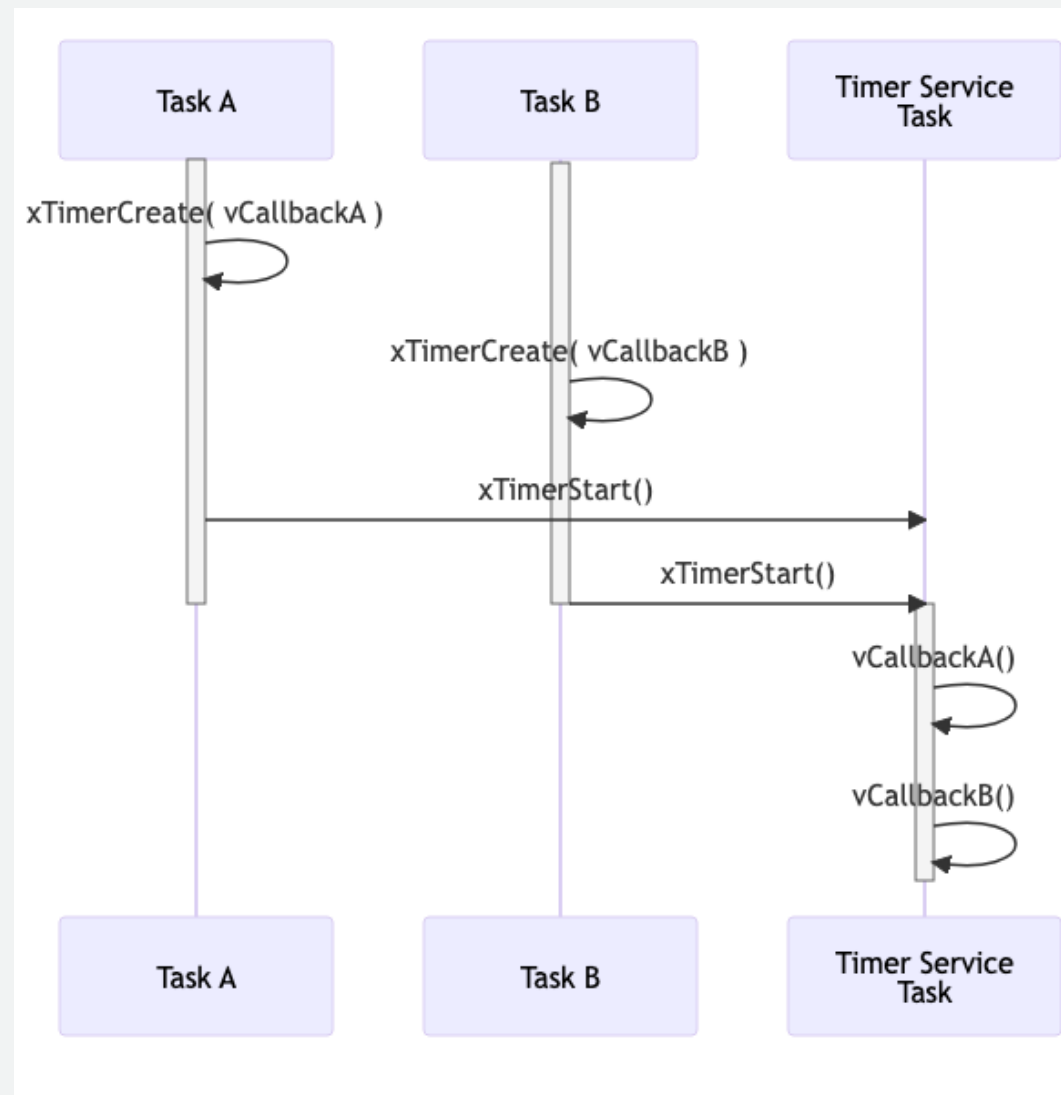 Task A
Task B
Timer Service
Task
xTimerCreate( vCallbackA )
xTimerCreate( vCallbackB )
xTimerStart()
xTimerStart()
vCallbackA()
vCallbackB()
Task A
Task B
Timer Service
Task